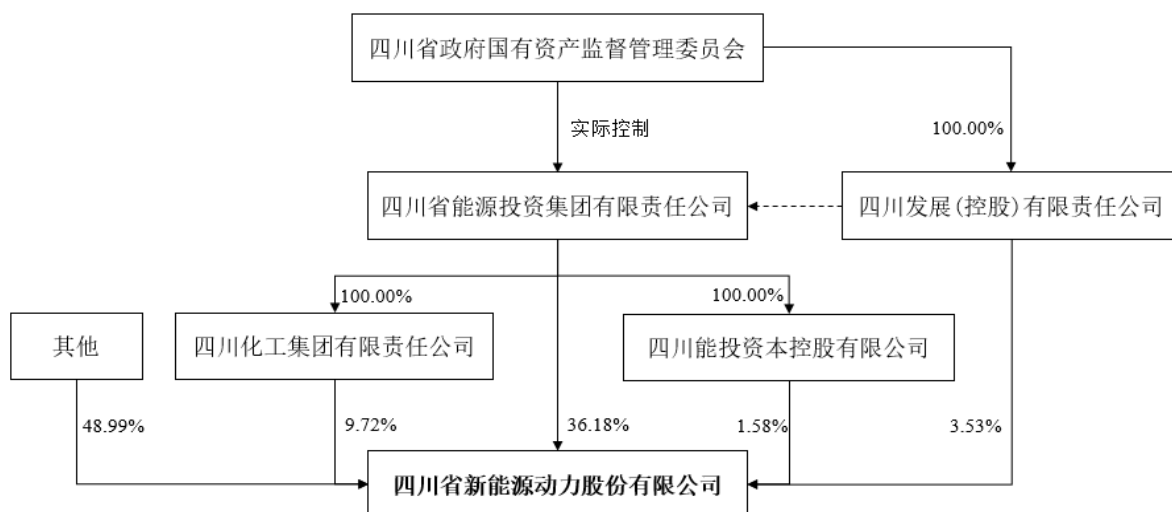 四川省政府国有资产监督管理委员会
实际控制
100.00%
四川省能源投资集团有限责任公司
四川发展(控股)有限责任公司
100.00%
100.00%
其他
四川化工集团有限责任公司
四川能投资本控股有限公司
48.99%
9.72%
36.18%
1.58%
3.53%
四川省新能源动力股份有限公司